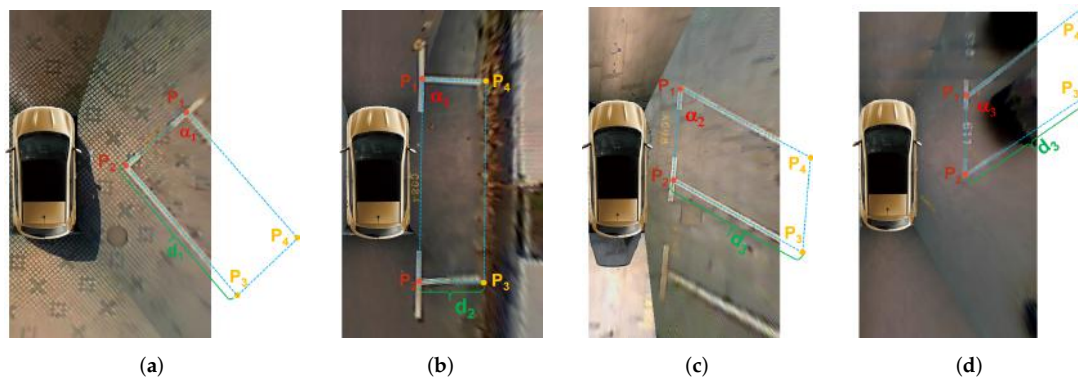 P₁
α₁
P₂
d₁
P₄
P₃
(a)
P₁
α₁
P₄
P₂
P₃
d₂
(b)
P₁
α₂
P₂
P₄
P₃
d₃
(c)
P₄
P₁
α₃
P₃
d₃
P₂
(d)